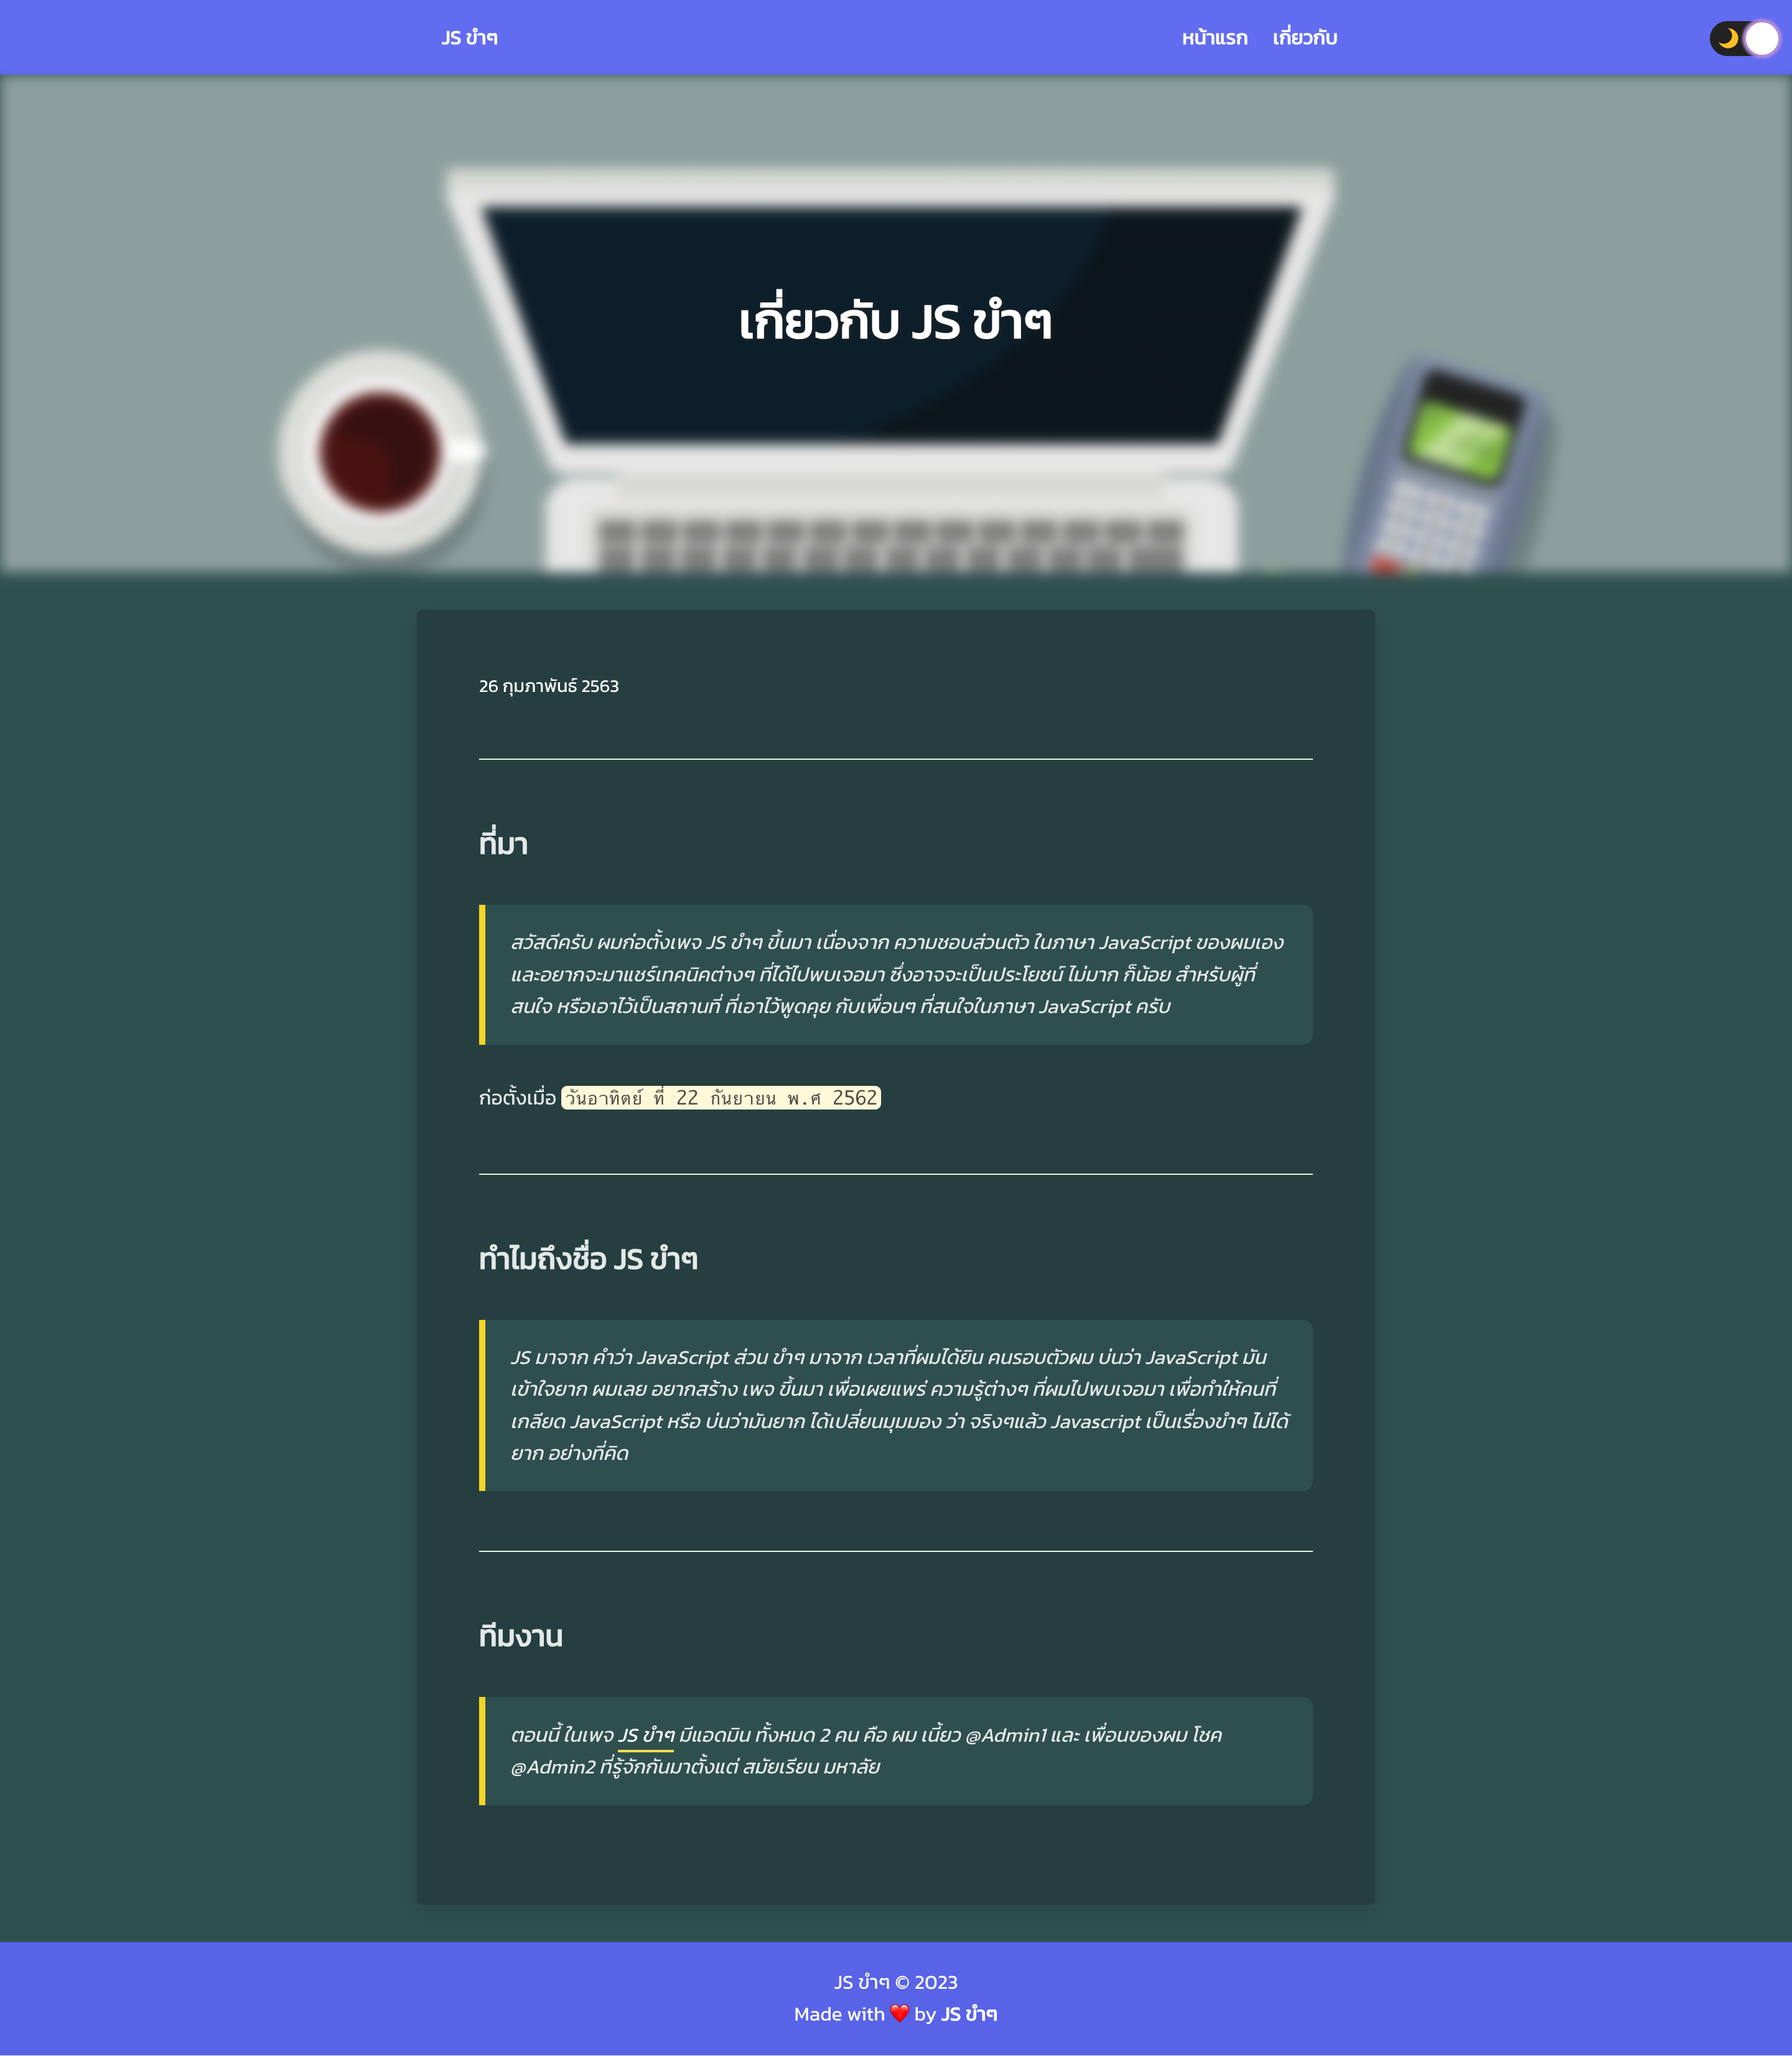 JS ขำๆ
หน้าแรก เกี่ยวกับ
เกี่ยวกับ JS ขำๆ
26 กุมภาพันธ์ 2563
ที่มา
สวัสดีครับ ผมก่อตั้งเพจ JS ขำๆ ขึ้นมา เนื่องจาก ความชอบส่วนตัว ในภาษา JavaScript ของผมเอง
และอยากจะมาแชร์เทคนิคต่างๆ ที่ได้ไปพบเจอมา ซึ่งอาจจะเป็นประโยชน์ ไม่มาก ก็น้อย สำหรับผู้ที่
สนใจ หรือเอาไว้เป็นสถานที่ ที่เอาไว้พูดคุย กับเพื่อนๆ ที่สนใจในภาษา JavaScript ครับ
ก่อตั้งเมื่อ วันอาทิตย์ ที่ 22 กันยายน พ.ศ 2562
ทำไมถึงชื่อ JS ขำๆ
JS มาจาก คำว่า JavaScript ส่วน ขำๆ มาจาก เวลาที่ผมได้ยิน คนรอบตัวผม บ่นว่า JavaScript มัน
เข้าใจยาก ผมเลย อยากสร้าง เพจ ขึ้นมา เพื่อเผยแพร่ ความรู้ต่างๆ ที่ผมไปพบเจอมา เพื่อทำให้คนที่
เกลียด JavaScript หรือ บ่นว่ามันยาก ได้เปลี่ยนมุมมอง ว่า จริงๆแล้ว Javascript เป็นเรื่องขำๆ ไม่ได้
ยาก อย่างที่คิด
ทีมงาน
ตอนนี้ ในเพจ JS ขำๆ มีแอดมิน ทั้งหมด 2 คน คือ ผม เนี้ยว @Admin1 และ เพื่อนของผม โชค
@Admin2 ที่รู้จักกันมาตั้งแต่ สมัยเรียน มหาลัย
JS ขำๆ © 2023
Made with ❤️ by JS ขำๆ